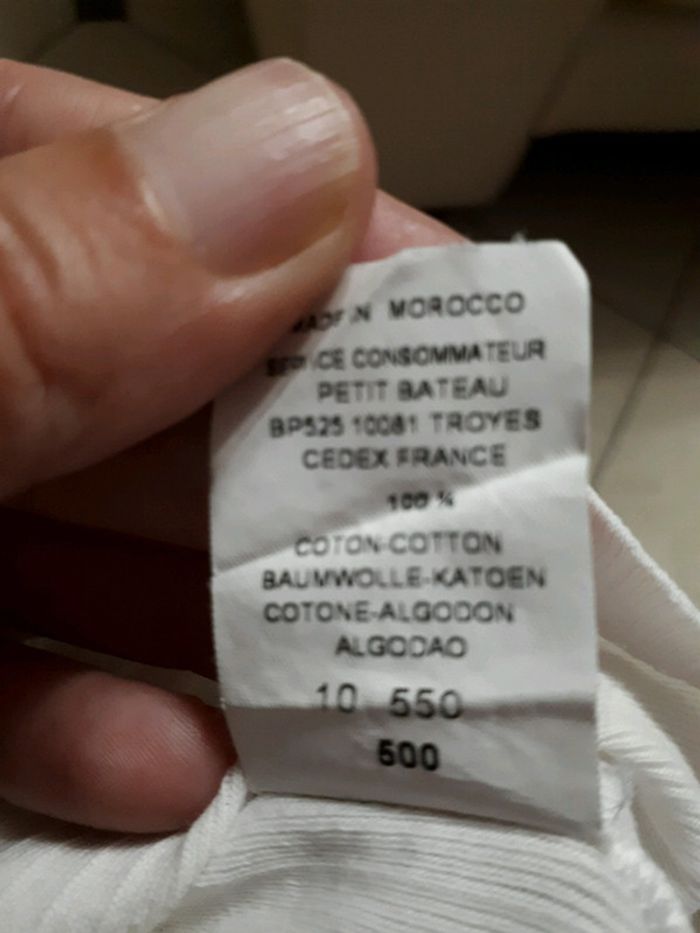 MADE IN MOROCCO
SERVICE CONSOMMATEUR
PETIT BATEAU
BP525 10081 TROYES
CEDEX FRANCE
100 %
COTON-COTTON
BAUMWOLLE-KATOEN
COTONE-ALGODON
ALGODAO
10 550
500